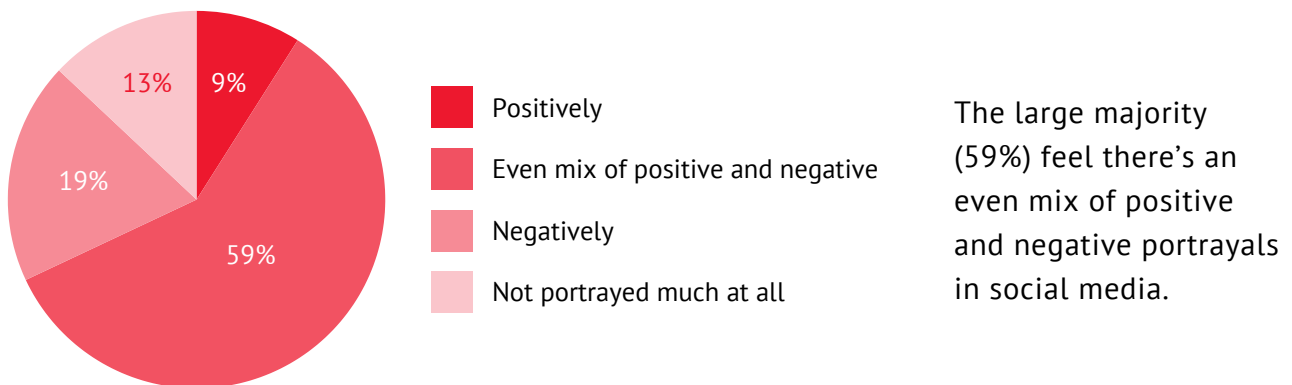 13%
9%
19%
59%
Positively
Even mix of positive and negative
Negatively
Not portrayed much at all
The large majority
(59%) feel there’s an
even mix of positive
and negative portrayals
in social media.